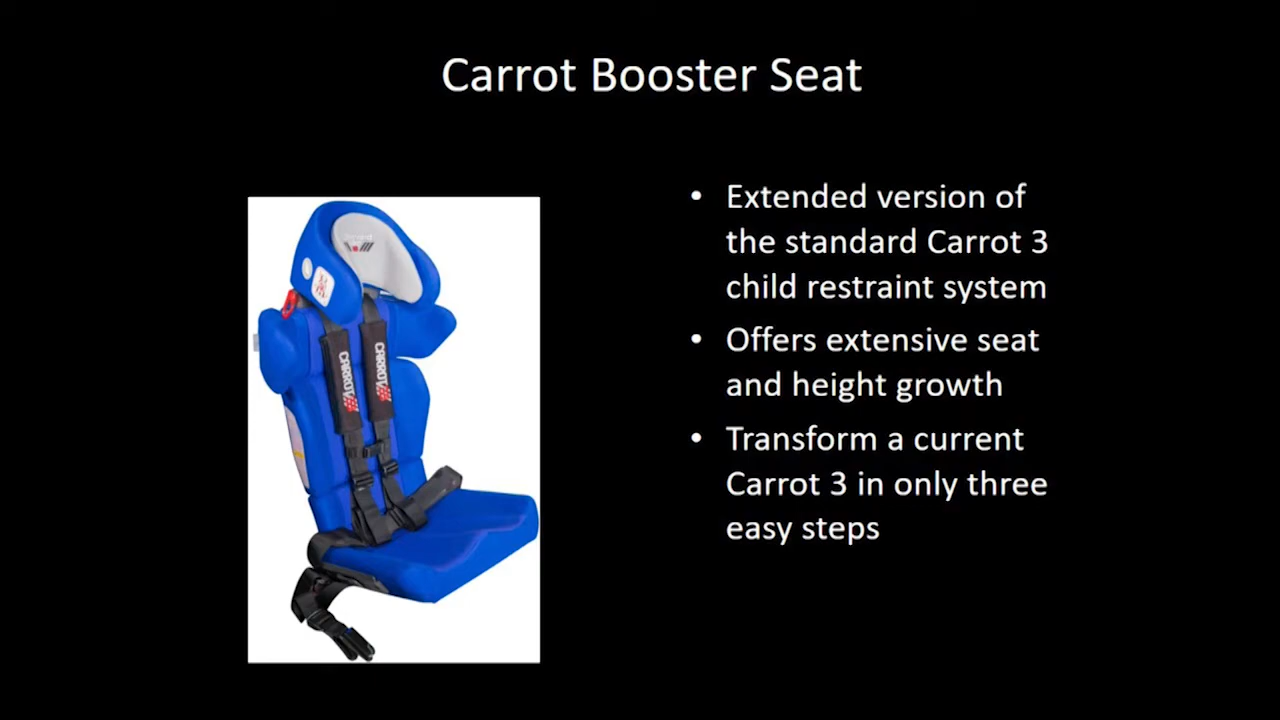 Carrot Booster Seat
• Extended version of
the standard Carrot 3
child restraint system
• Offers extensive seat
and height growth
• Transform a current
Carrot 3 in only three
easy steps
CARROT
CARROT